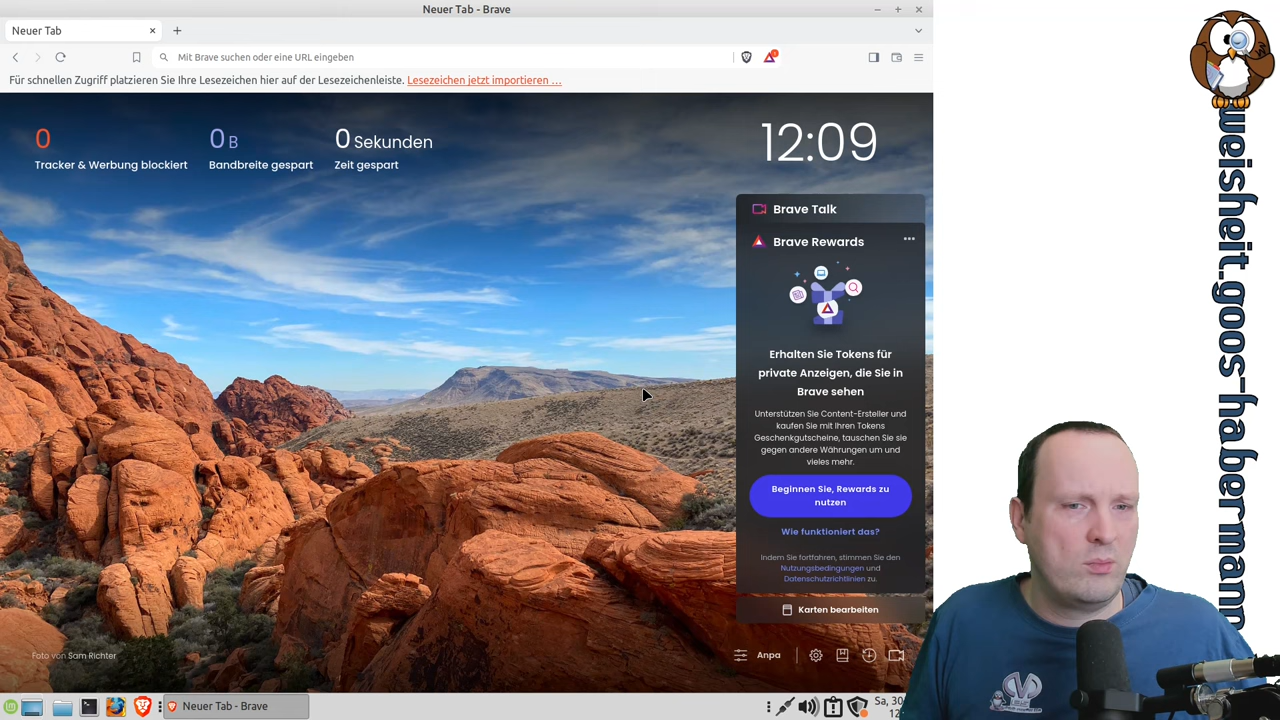 Neuer Tab - Brave
Neuer Tab
Mit Brave suchen oder eine URL eingeben
1
Für schnellen Zugriff platzieren Sie Ihre Lesezeichen hier auf der Lesezeichenleiste. Lesezeichen jetzt importieren …
0
0 B
0 Sekunden
12:09
Tracker & Werbung blockiert
Bandbreite gespart
Zeit gespart
Brave Talk
Brave Rewards
Erhalten Sie Tokens für
private Anzeigen, die Sie in
Brave sehen
Unterstützen Sie Content-Ersteller und
kaufen Sie mit Ihren Tokens
Geschenkgutscheine, tauschen Sie sie
gegen andere Währungen um und
vieles mehr.
Beginnen Sie, Rewards zu
nutzen
Wie funktioniert das?
Indem Sie fortfahren, stimmen Sie den
Nutzungsbedingungen und
Datenschutzrichtlinien zu.
Karten bearbeiten
Foto von Sam Richter
Anpa
Neuer Tab - Brave
Sa, 30
12
weisheit.goos-habermann